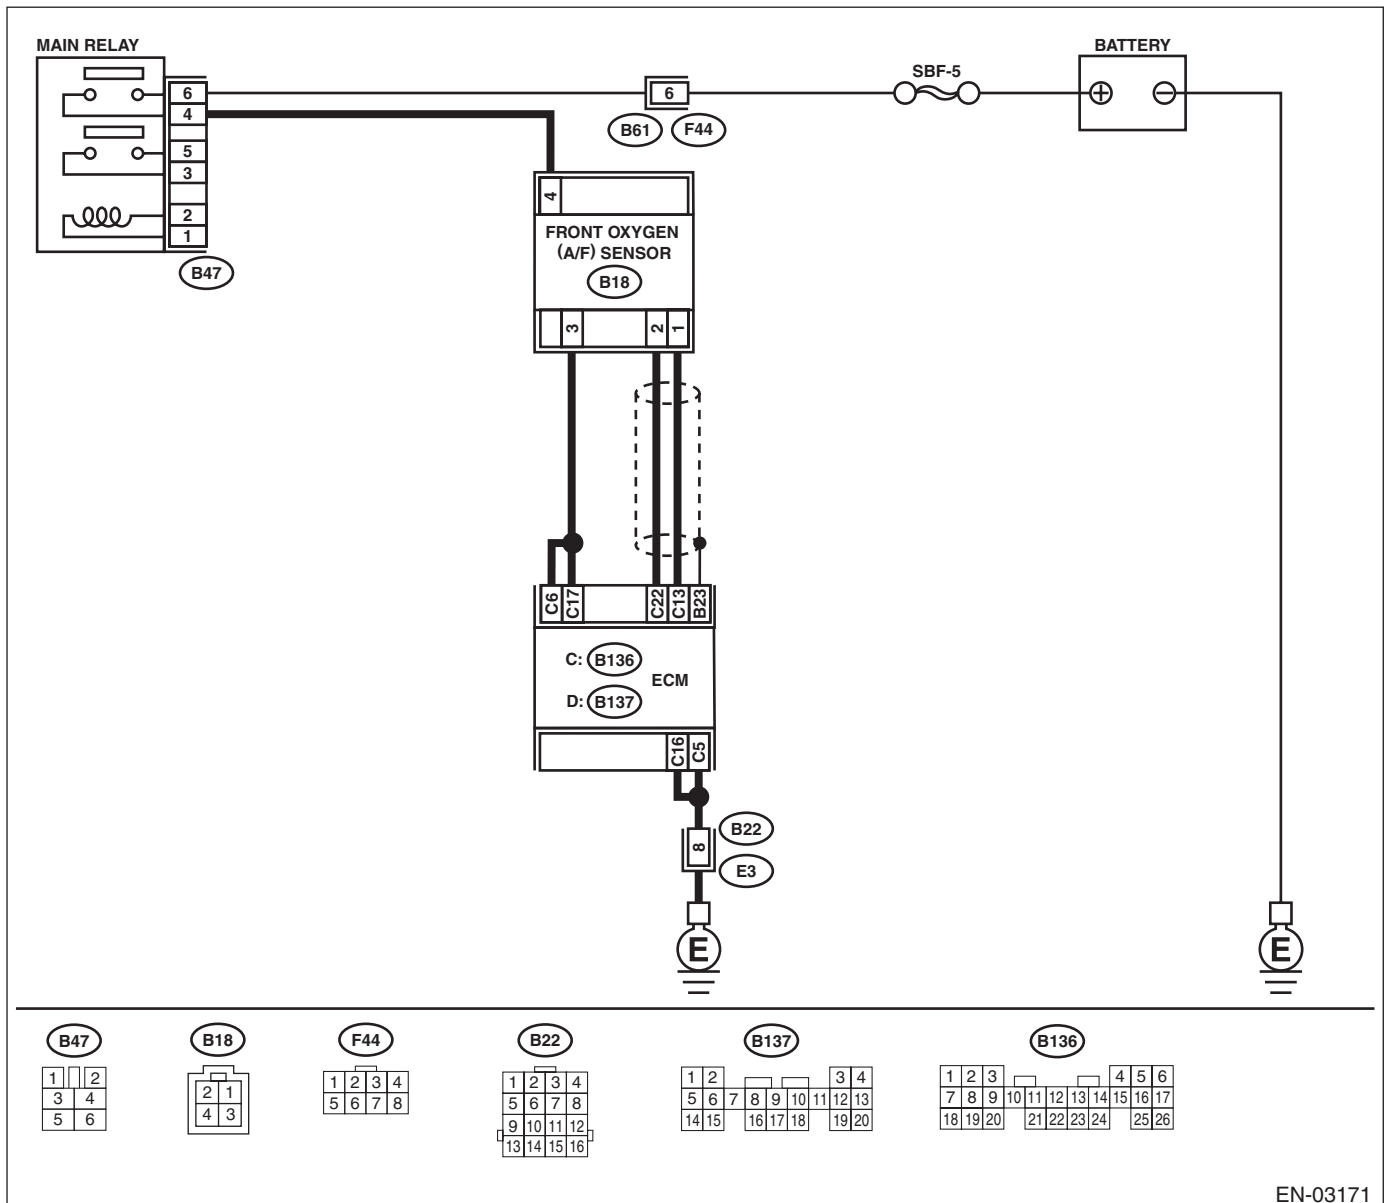 MAIN RELAY
BATTERY
SBF-5
6
4
5
3
2
1
B47
6
B61 F44
4
FRONT OXYGEN
(A/F) SENSOR
B18
3 2 1
C6 C17 C22 C13 B23
C: B136
ECM
D: B137
C16 C5
B22
8
E3
E E
B47
1 2
3 4
5 6
B18
2 1
4 3
F44
1 2 3 4
5 6 7 8
B22
1 2 3 4
5 6 7 8
9 10 11 12
13 14 15 16
B137
1 2 3 4
5 6 7 8 9 10 11 12 13
14 15 16 17 18 19 20
B136
1 2 3 4 5 6
7 8 9 10 11 12 13 14 15 16 17
18 19 20 21 22 23 24 25 26
EN-03171